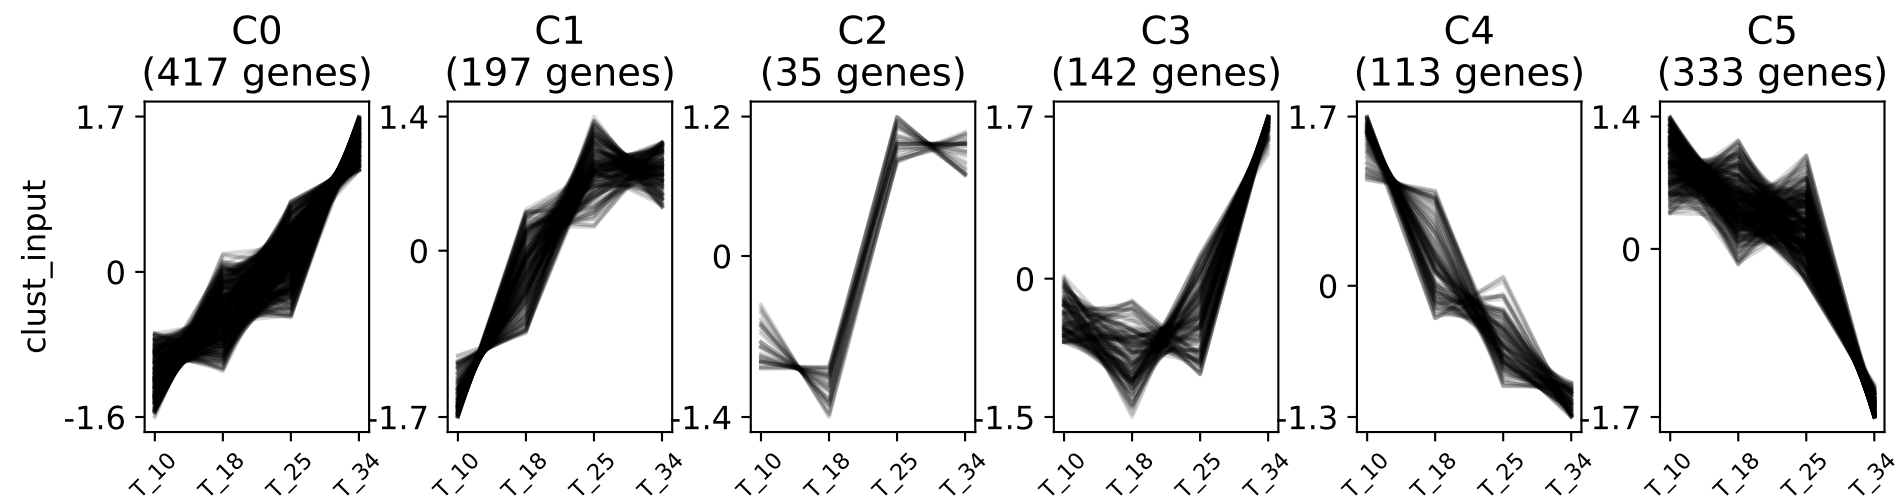 C0
(417 genes)
C1
(197 genes)
C2
(35 genes)
C3
(142 genes)
C4
(113 genes)
C5
(333 genes)
clust_input
1.7
0
-1.6
T_10
T_18
T_25
T_34
1.4
0
-1.7
T_10
T_18
T_25
T_34
1.2
0
-1.4
T_10
T_18
T_25
T_34
1.7
0
-1.5
T_10
T_18
T_25
T_34
1.7
0
-1.3
T_10
T_18
T_25
T_34
1.4
0
-1.7
T_10
T_18
T_25
T_34